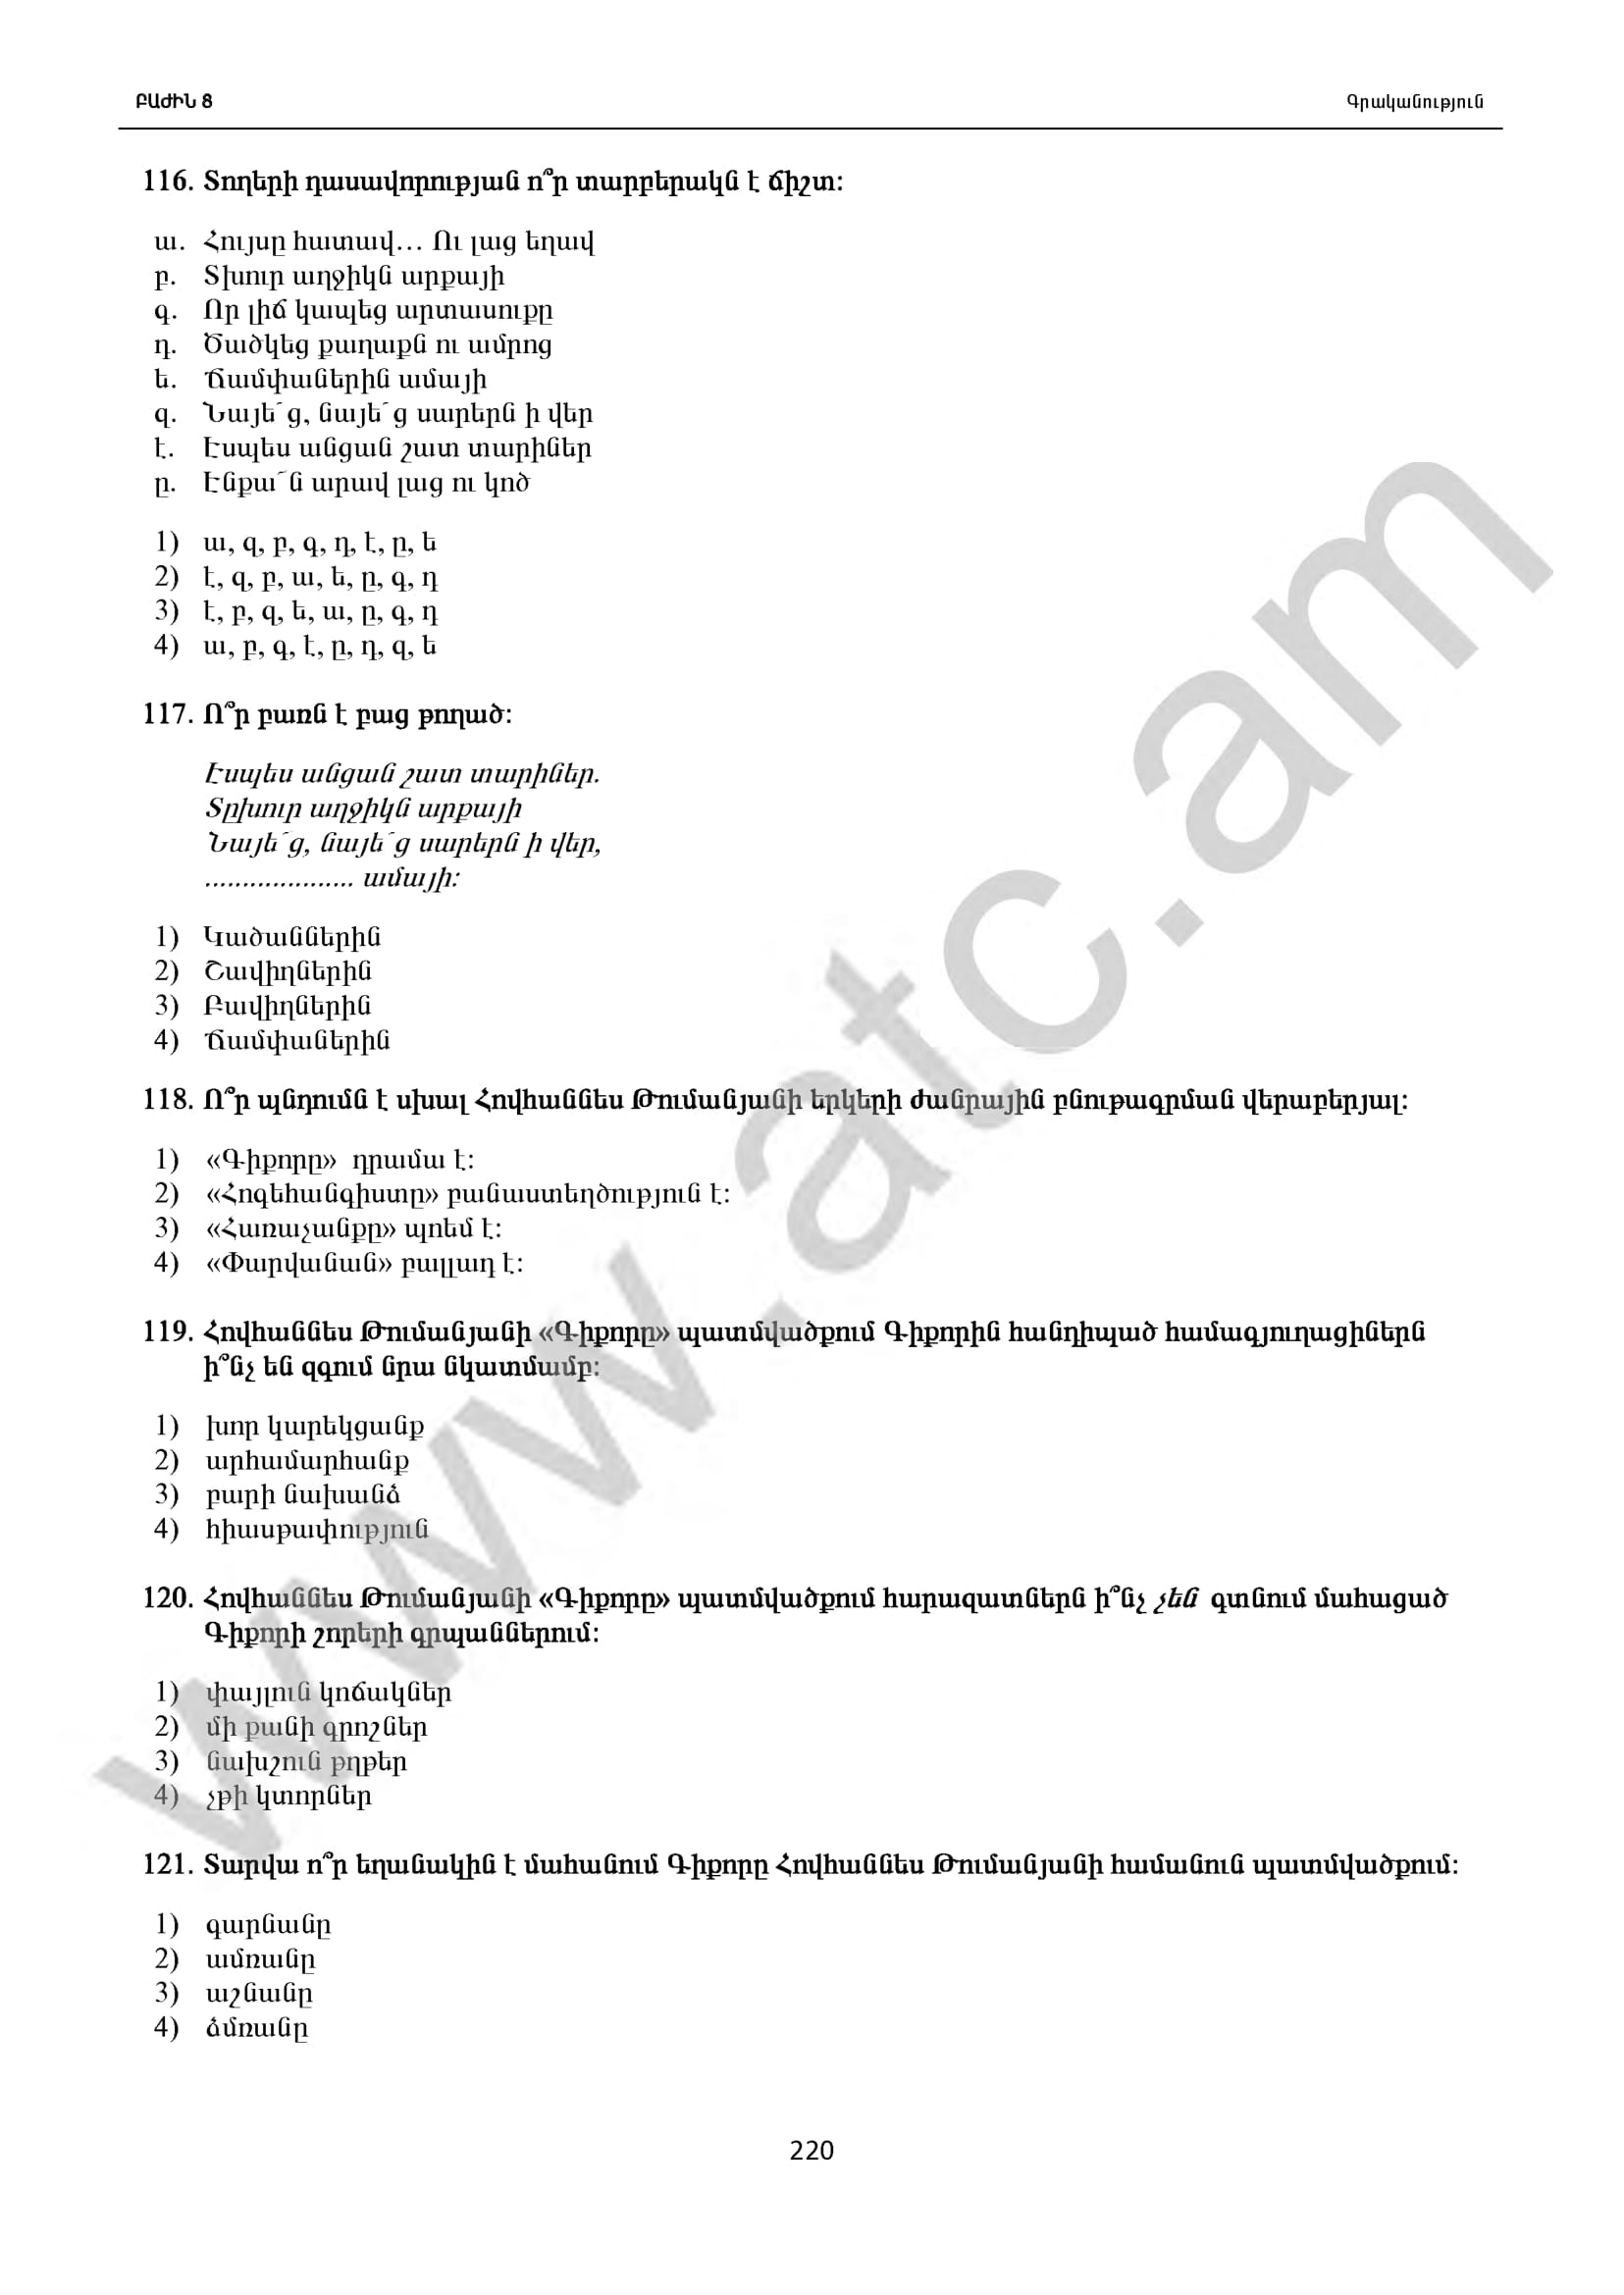 ԲԱԺԻՆ 8
Գրականություն
116. Տողերի դասավորության ո՞ր տարբերակն է ճիշտ:
ա. Հույսը հատավ… Ու լաց եղավ
բ. Տխուր աղջիկն արքայի
գ. Որ լիճ կապեց արտասուքը
դ. Ծածկեց քաղաքն ու ամրոց
ե. Ճամփաներին ամայի
զ. Նայե՜ց, նայե՜ց սարերն ի վեր
է. Էսպես անցան շատ տարիներ
ը. Էնքա՜ն արավ լաց ու կոծ
1) ա, զ, բ, գ, դ, է, ը, ե
2) է, զ, բ, ա, ե, ը, գ, դ
3) է, բ, զ, ե, ա, ը, գ, դ
4) ա, բ, գ, է, ը, դ, զ, ե
117. Ո՞ր բառն է բաց թողած:
Էսպես անցան շատ տարիներ.
Տըխուր աղջիկն արքայի
Նայե՜ց, նայե՜ց սարերն ի վեր,
.................... ամայի:
1) Կածաններին
2) Շավիղներին
3) Բավիղներին
4) Ճամփաներին
118. Ո՞ր պնդումն է սխալ Հովհաննես Թումանյանի երկերի ժանրային բնութագրման վերաբերյալ:
1) «Գիքորը» դրամա է:
2) «Հոգեհանգիստը» բանաստեղծություն է:
3) «Հառաչանքը» պոեմ է:
4) «Փարվանան» բալլադ է:
119. Հովհաննես Թումանյանի «Գիքորը» պատմվածքում Գիքորին հանդիպած համագյուղացիներն
ի՞նչ են զգում նրա նկատմամբ:
1) խոր կարեկցանք
2) արհամարհանք
3) բարի նախանձ
4) հիասթափություն
120. Հովհաննես Թումանյանի «Գիքորը» պատմվածքում հարազատներն ի՞նչ չեն գտնում մահացած
Գիքորի շորերի գրպաններում:
1) փայլուն կոճակներ
2) մի քանի գրոշներ
3) նախշուն թղթեր
4) չթի կտորներ
121. Տարվա ո՞ր եղանակին է մահանում Գիքորը Հովհաննես Թումանյանի համանուն պատմվածքում:
1) գարնանը
2) ամռանը
3) աշնանը
4) ձմռանը
220
www.atc.am